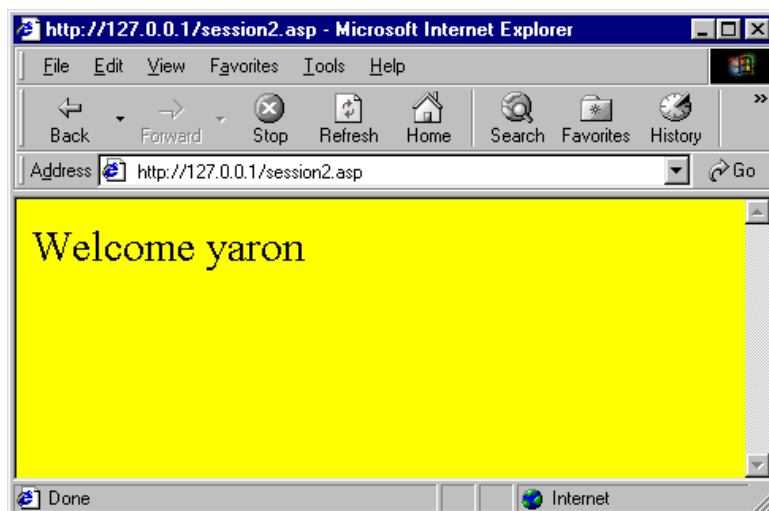 http://127.0.0.1/session2.asp - Microsoft Internet Explorer
File Edit View Favorites Tools Help
Back Forward Stop Refresh Home Search Favorites History »
Address http://127.0.0.1/session2.asp Go
Welcome yaron
Done Internet